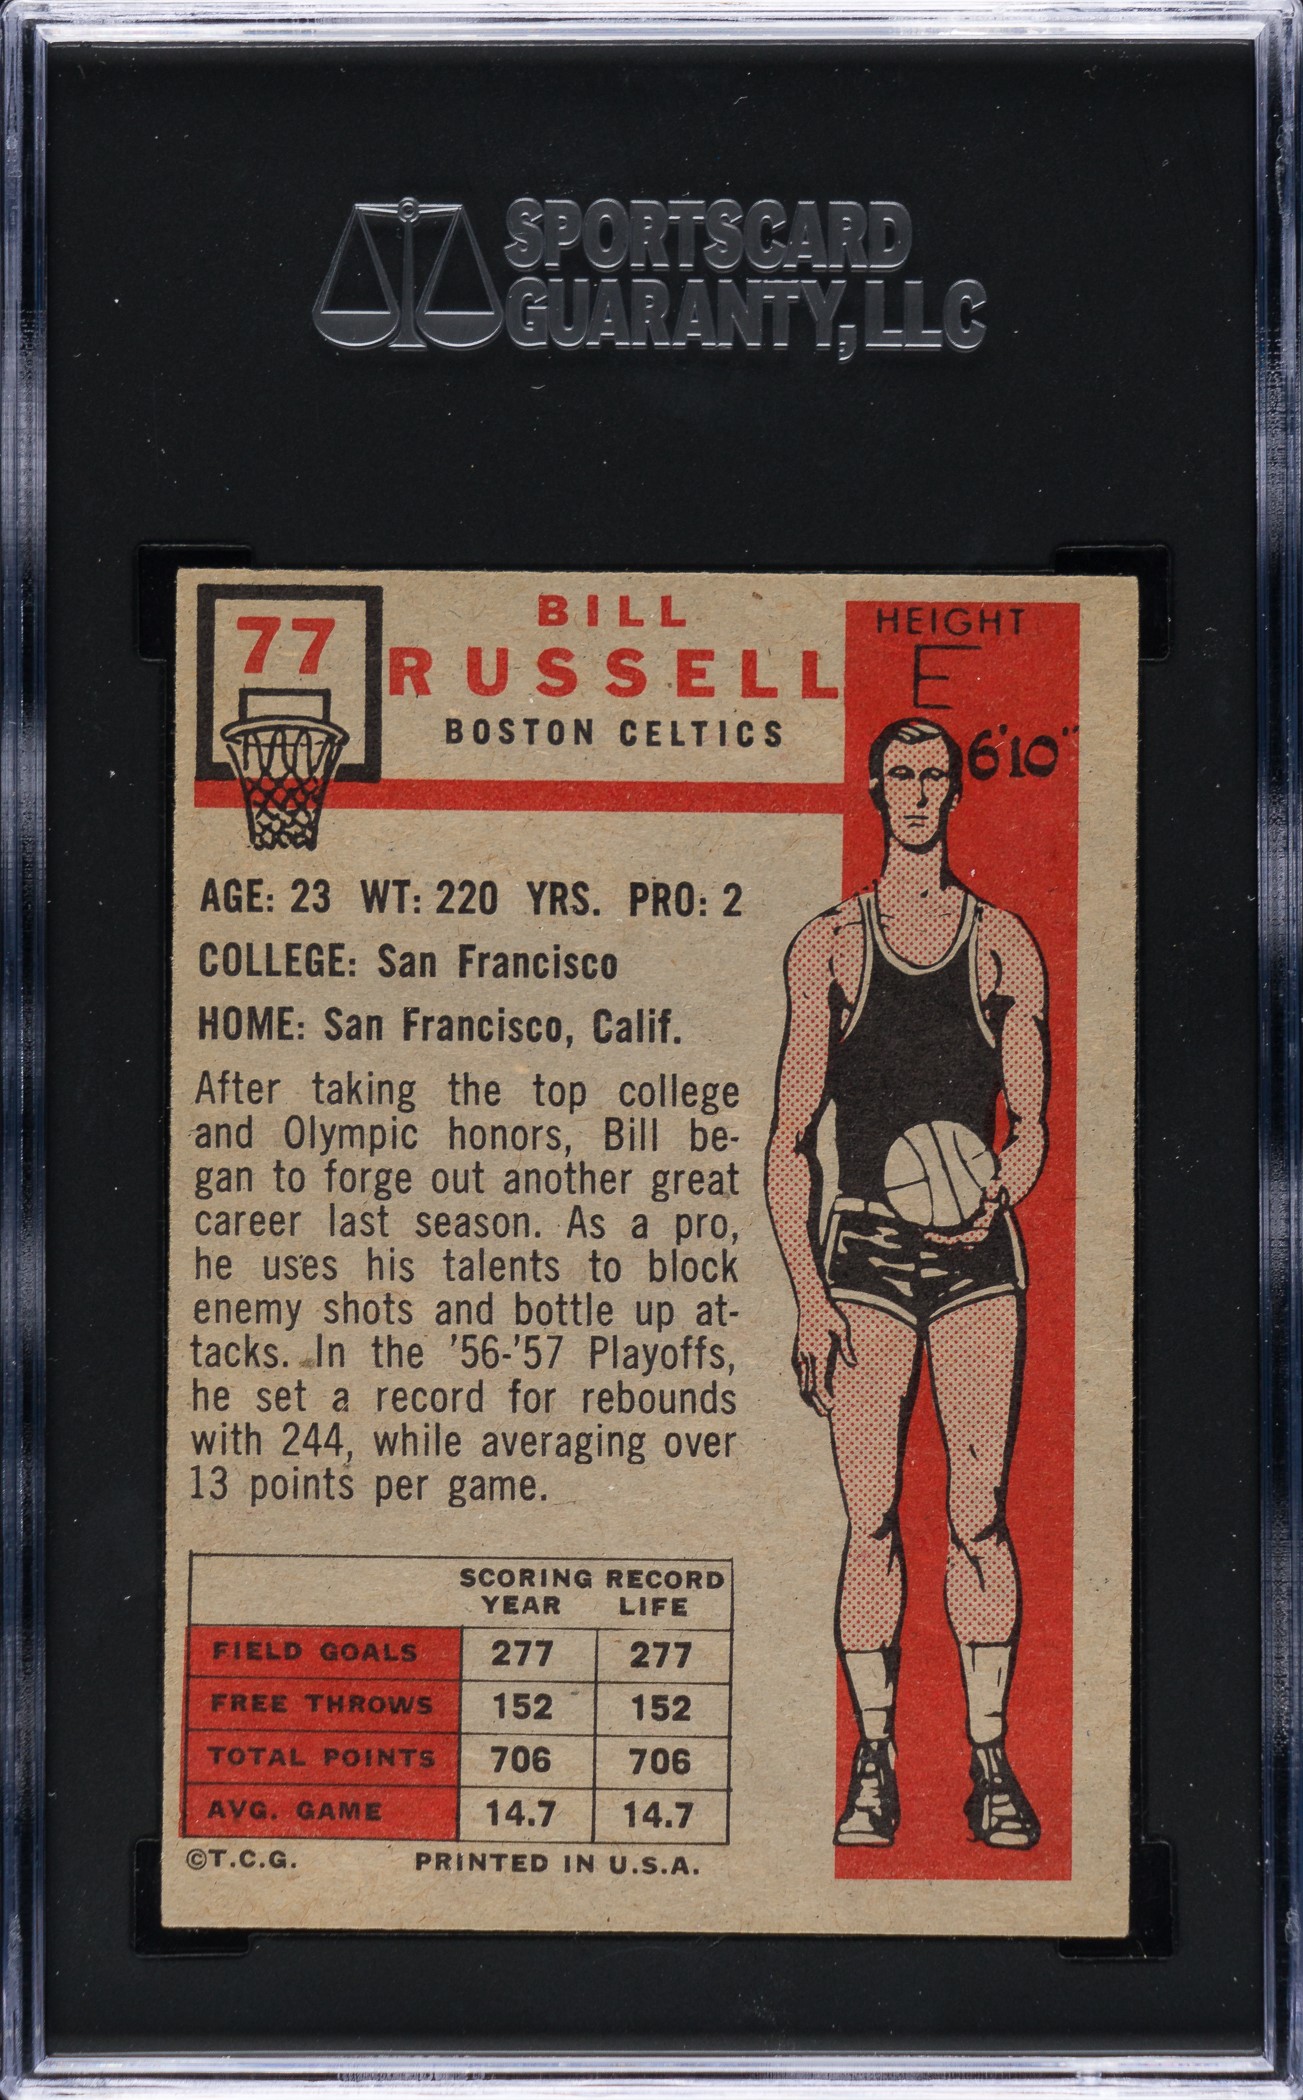 SPORTSCARD
GUARANTY, LLC
77
BILL
RUSSELL
BOSTON CELTICS
HEIGHT
E
6'10"
AGE: 23 WT: 220 YRS. PRO: 2
COLLEGE: San Francisco
HOME: San Francisco, Calif.
After taking the top college
and Olympic honors, Bill be-
gan to forge out another great
career last season. As a pro,
he uses his talents to block
enemy shots and bottle up at-
tacks. In the '56-'57 Playoffs,
he set a record for rebounds
with 244, while averaging over
13 points per game.
SCORING RECORD
YEAR LIFE
FIELD GOALS 277 277
FREE THROWS 152 152
TOTAL POINTS 706 706
AVG. GAME 14.7 14.7
©T.C.G. PRINTED IN U.S.A.